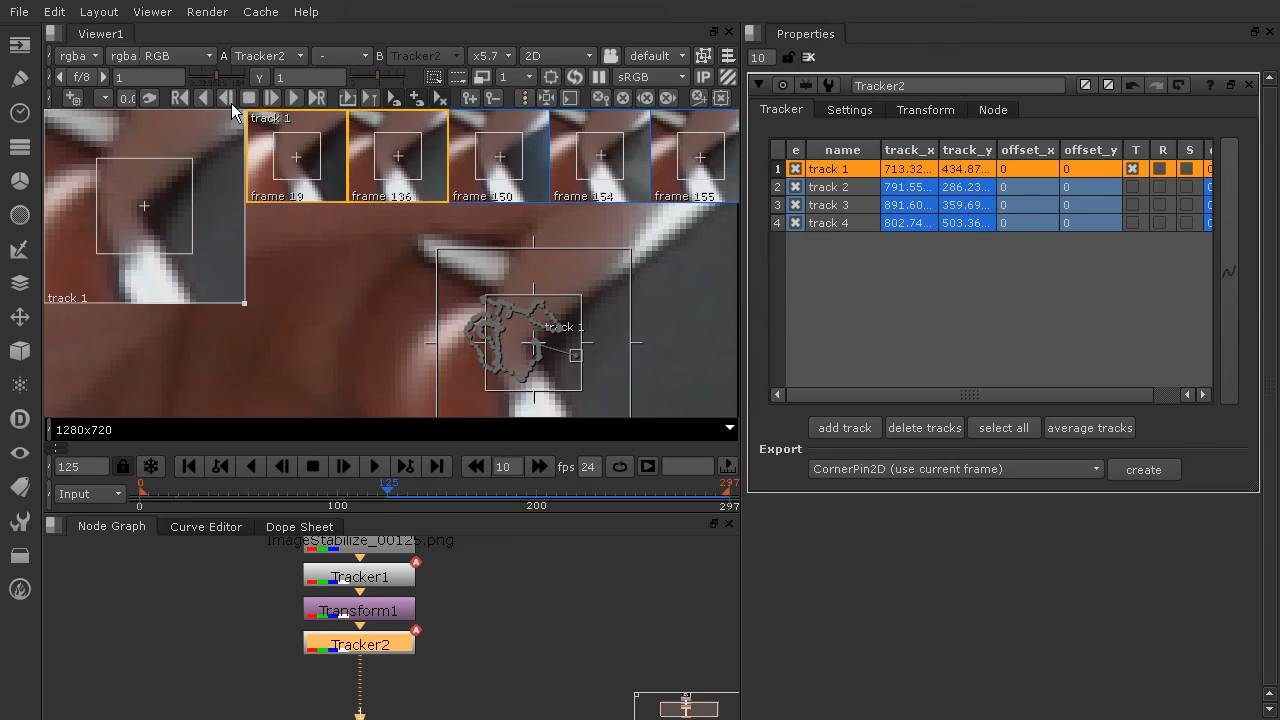 File Edit Layout Viewer Render Cache Help
Viewer1
rgba rgba RGB A Tracker2 - B Tracker2 x5.7 2D default
f/8 1 Y 1 1 sRGB IP
0.0
track 1
frame 19 frame 136 frame 150 frame 154 frame 155
track 1
track 1
1280x720
125 10 fps 24
Input 0 125 297
0 100 200 297
Node Graph Curve Editor Dope Sheet
ImageStabilize_00125.png
Tracker1
Transform1
Tracker2
Properties
10
Tracker2
Tracker Settings Transform Node
e name track_x track_y offset_x offset_y T R S
1 track 1 713.32... 434.87... 0 0
2 track 2 791.55... 286.23... 0 0
3 track 3 891.60... 359.69... 0 0
4 track 4 802.74... 503.36... 0 0
add track delete tracks select all average tracks
Export
CornerPin2D (use current frame) create